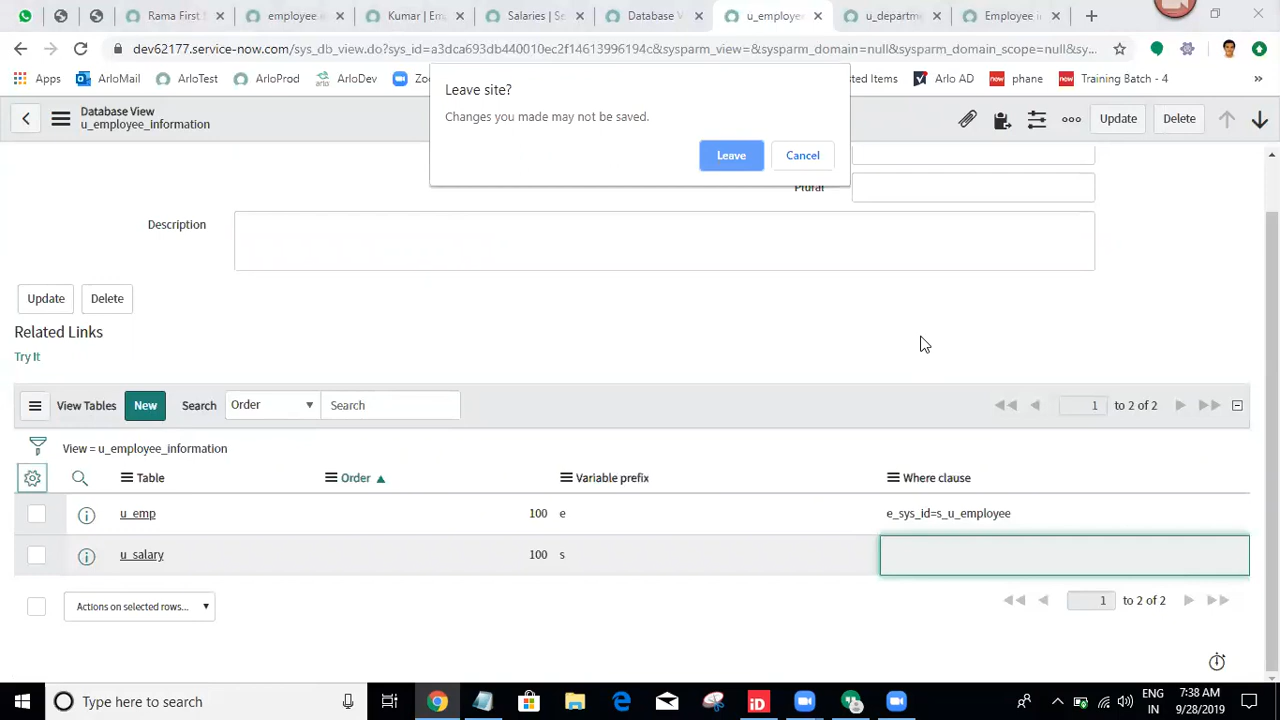 Rama First
employee
Kumar | Em
Salaries | Se
Database V
u_employe
u_departme
Employee i
dev62177.service-now.com/sys_db_view.do?sys_id=a3dca693db440010ec2f14613996194c&sysparm_view=&sysparm_domain=null&sysparm_domain_scope=null&sy...
Apps
ArloMail
ArloTest
ArloProd
ArloDev
Zo
sted Items
Arlo AD
now
phane
now
Training Batch - 4
»
Leave site?
Changes you made may not be saved.
Leave
Cancel
Database View
u_employee_information
Update
Delete
Plural
Description
Update
Delete
Related Links
Try It
View Tables
New
Search
Order
Search
1 to 2 of 2
View = u_employee_information
Table
Order
Variable prefix
Where clause
u_emp
100
e
e_sys_id=s_u_employee
u_salary
100
s
Actions on selected rows...
1 to 2 of 2
Type here to search
iD
ENG
IN
7:38 AM
9/28/2019